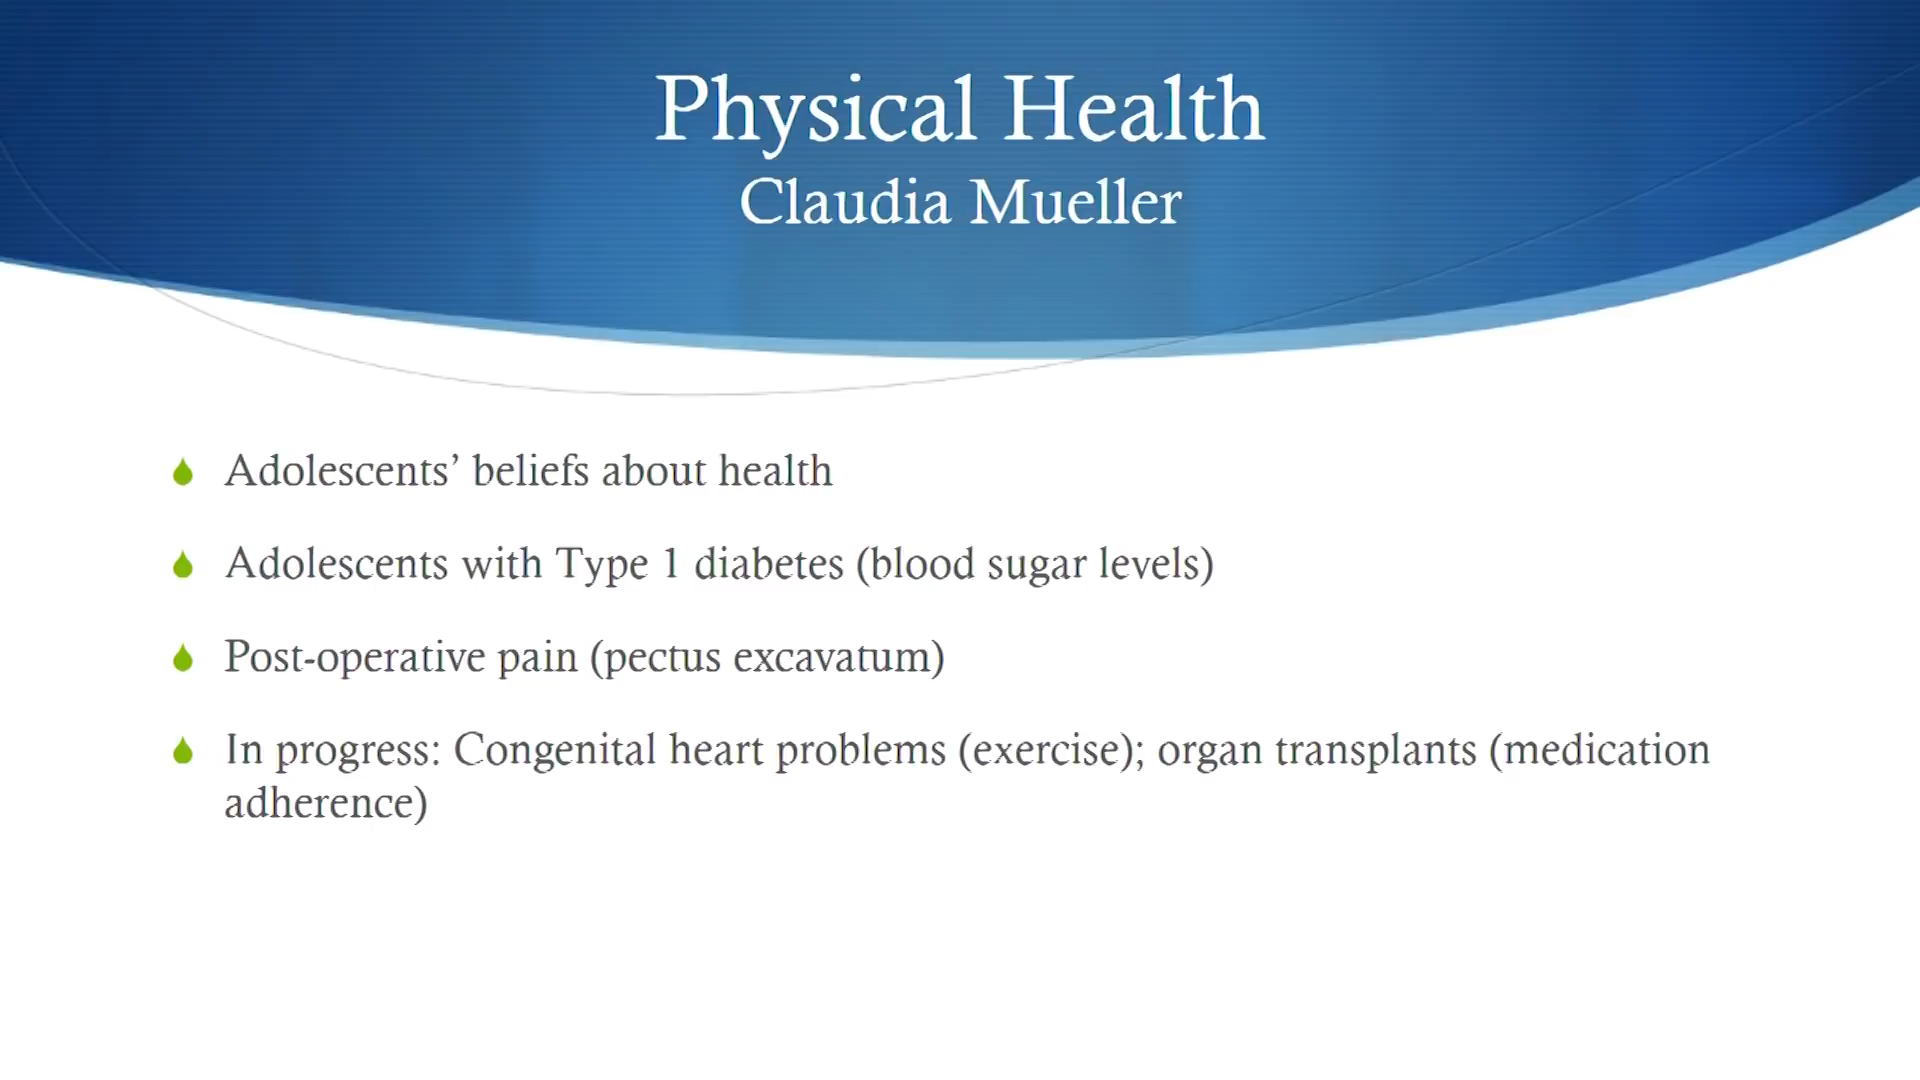 Physical Health
Claudia Mueller
Adolescents’ beliefs about health
Adolescents with Type 1 diabetes (blood sugar levels)
Post-operative pain (pectus excavatum)
In progress: Congenital heart problems (exercise); organ transplants (medication
adherence)